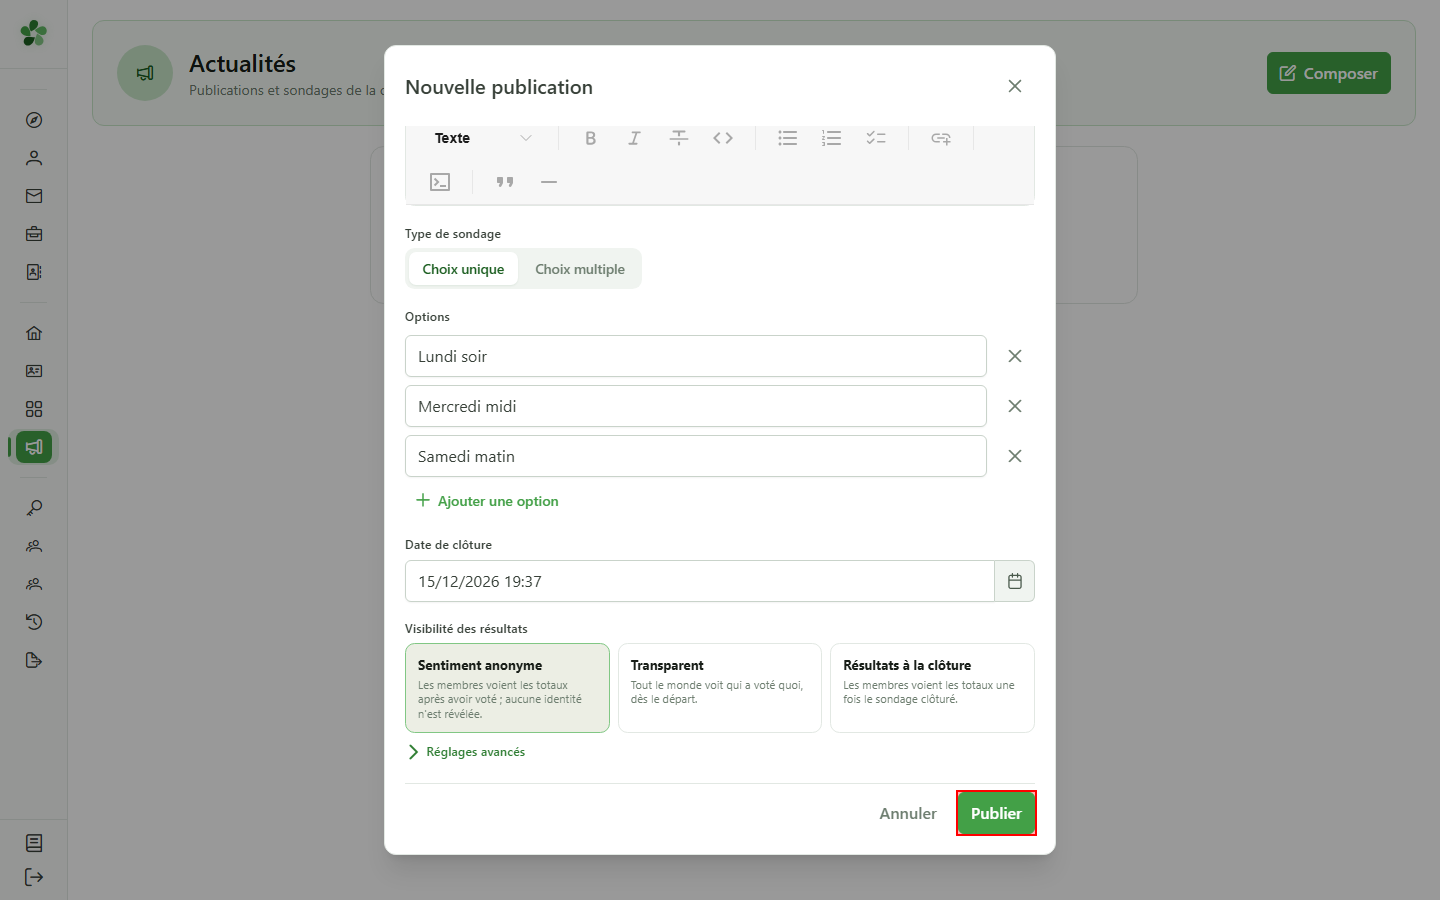 Actualités
Publications et sondages de la c
Composer
Nouvelle publication
Texte
Type de sondage
Choix unique
Choix multiple
Options
Lundi soir
Mercredi midi
Samedi matin
Ajouter une option
Date de clôture
15/12/2026 19:37
Visibilité des résultats
Sentiment anonyme
Les membres voient les totaux
après avoir voté ; aucune identité
n'est révélée.
Transparent
Tout le monde voit qui a voté quoi,
dès le départ.
Résultats à la clôture
Les membres voient les totaux une
fois le sondage clôturé.
Réglages avancés
Annuler
Publier